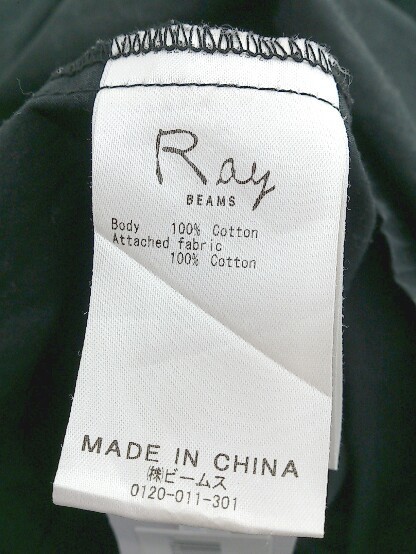 Ray
BEAMS
Body 100% Cotton
Attached fabric
100% Cotton
MADE IN CHINA
㈱ビームス
0120-011-301